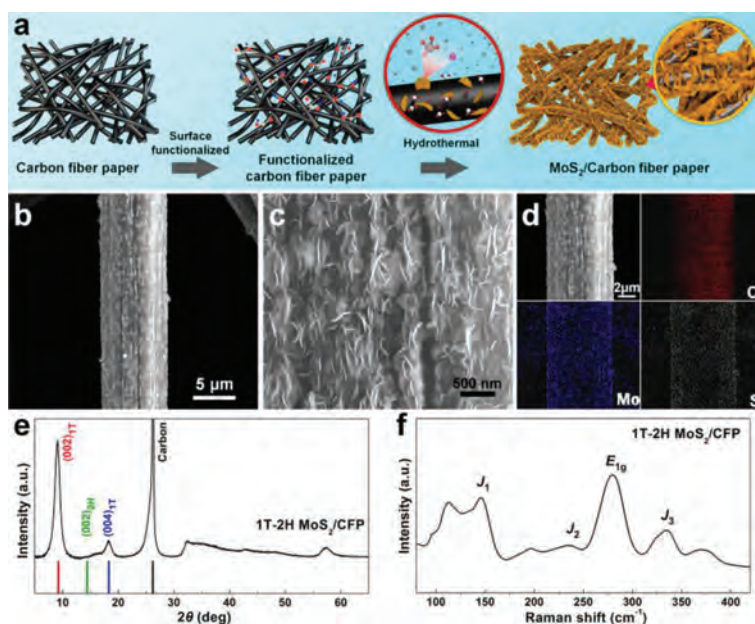 a
Surface
functionalized
Hydrothermal
Carbon fiber paper
Functionalized
carbon fiber paper
MoS₂/Carbon fiber paper
b
5 μm
c
500 nm
d
2μm
C
Mo
S
e
(002)1T
(002)2H
(004)1T
Carbon
1T-2H MoS₂/CFP
Intensity (a.u.)
10 20 30 40 50 60
2θ (deg)
f
1T-2H MoS₂/CFP
J₁
J₂
E1g
J₃
Intensity (a.u.)
100 150 200 250 300 350 400
Raman shift (cm⁻¹)